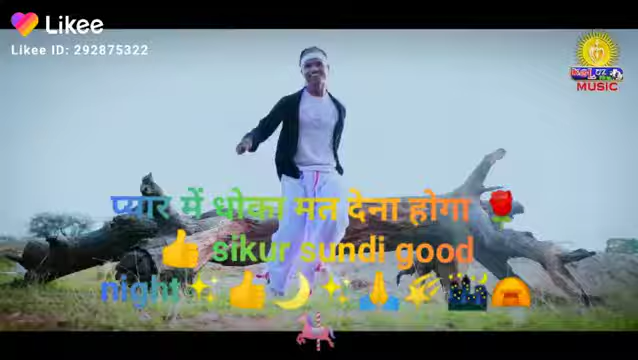 Likee
Likee ID: 292875322
MUSIC
प्यार में धोका मत देना होगा 🌹
👍 sikur sundi good
night✨👍🌙✨🙏🌠🌃🌉
🎠